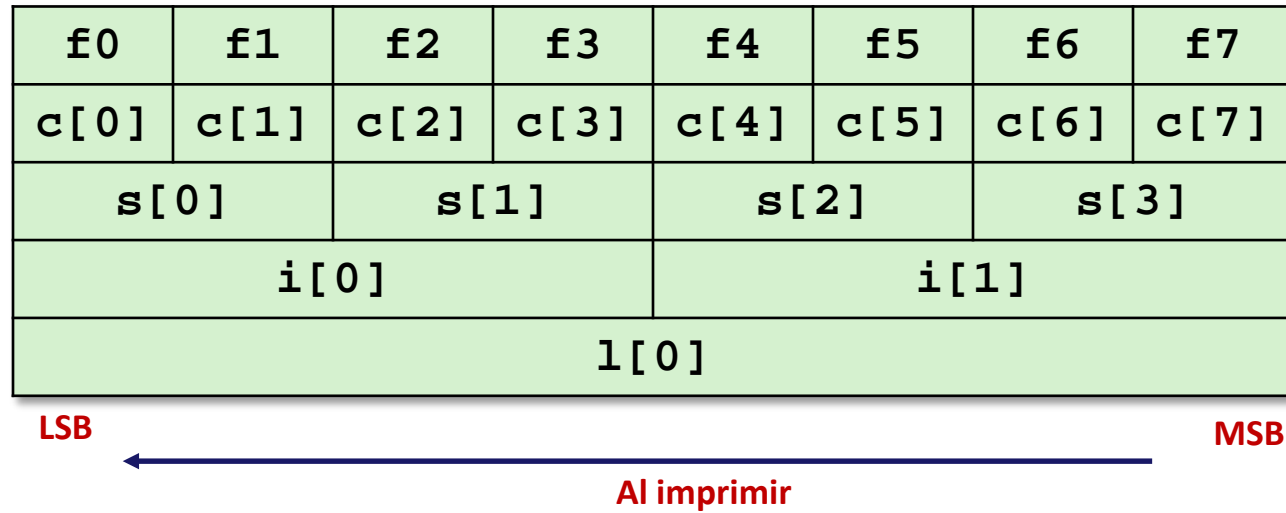 f0 f1 f2 f3 f4 f5 f6 f7
c[0] c[1] c[2] c[3] c[4] c[5] c[6] c[7]
s[0] s[1] s[2] s[3]
i[0] i[1]
l[0]
LSB MSB
Al imprimir